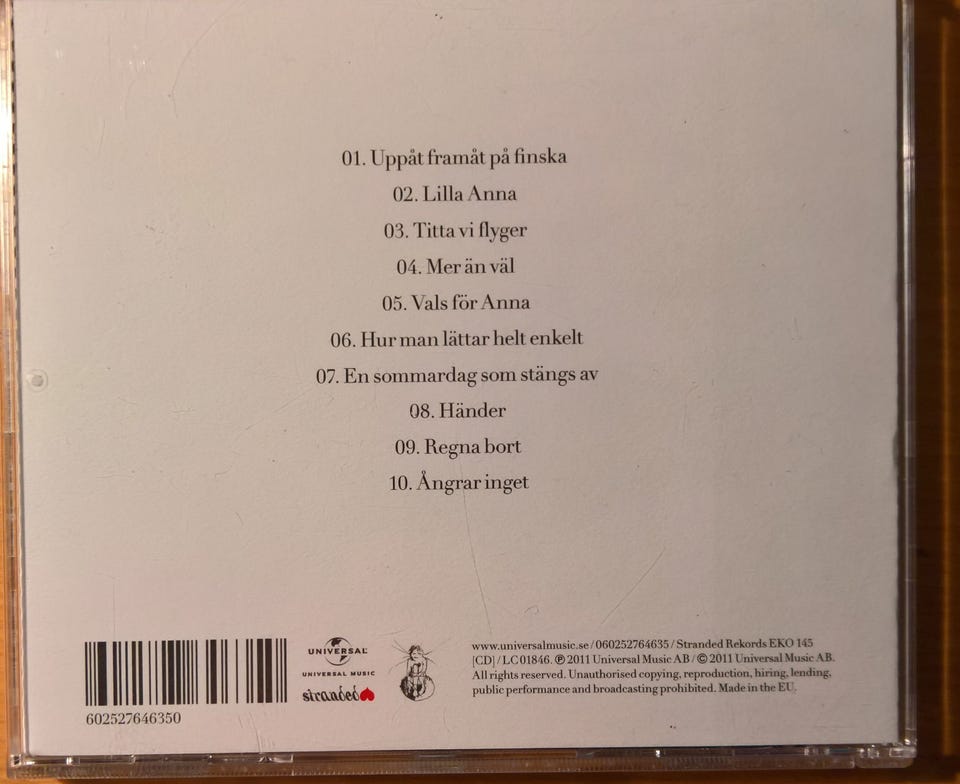 01. Uppåt framåt på finska
02. Lilla Anna
03. Titta vi flyger
04. Mer än väl
05. Vals för Anna
06. Hur man lättar helt enkelt
07. En sommardag som stängs av
08. Händer
09. Regna bort
10. Ångrar inget
602527646350
UNIVERSAL
UNIVERSAL MUSIC
stranded
www.universalmusic.se / 060252764635 / Stranded Rekords EKO 145
[CD] / LC 01846. ℗ 2011 Universal Music AB / © 2011 Universal Music AB.
All rights reserved. Unauthorised copying, reproduction, hiring, lending,
public performance and broadcasting prohibited. Made in the EU.